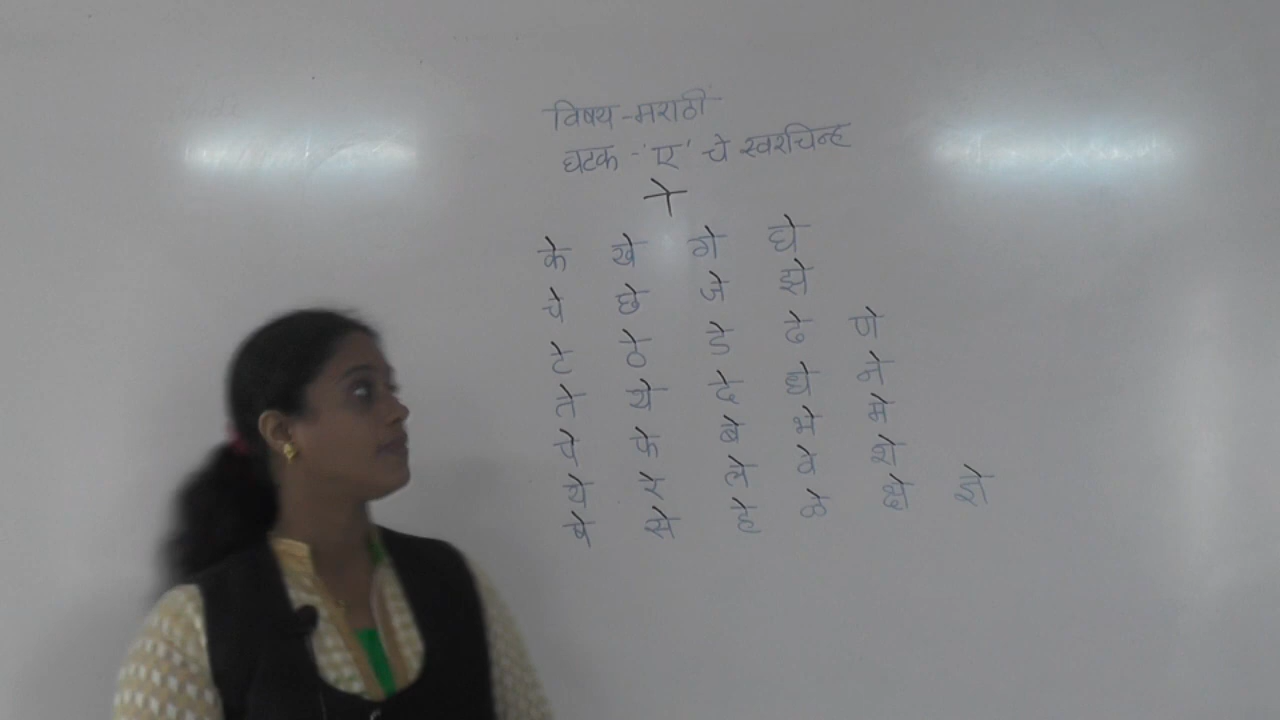 विषय - मराठी
घटक - 'ए' चे स्वरचिन्ह
े
के खे गे घे
चे छे जे झे
टे ठे डे ढे णे
ते थे दे धे ने
पे फे बे भे मे
ये रे ले वे शे
षे से हे ळे क्षे ज्ञे